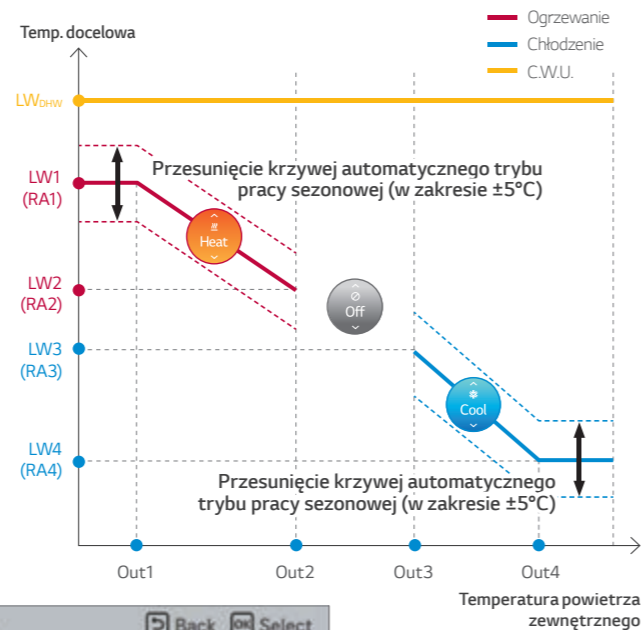 Ogrzewanie
Chłodzenie
C.W.U.
Temp. docelowa
LWDHW
LW1
(RA1)
Przesunięcie krzywej automatycznego trybu
pracy sezonowej (w zakresie ±5°C)
Heat
LW2
(RA2)
Off
LW3
(RA3)
Cool
LW4
(RA4)
Przesunięcie krzywej automatycznego
trybu pracy sezonowej (w zakresie ±5°C)
Out1 Out2 Out3 Out4
Temperatura powietrza
zewnętrznego
Back OK Select